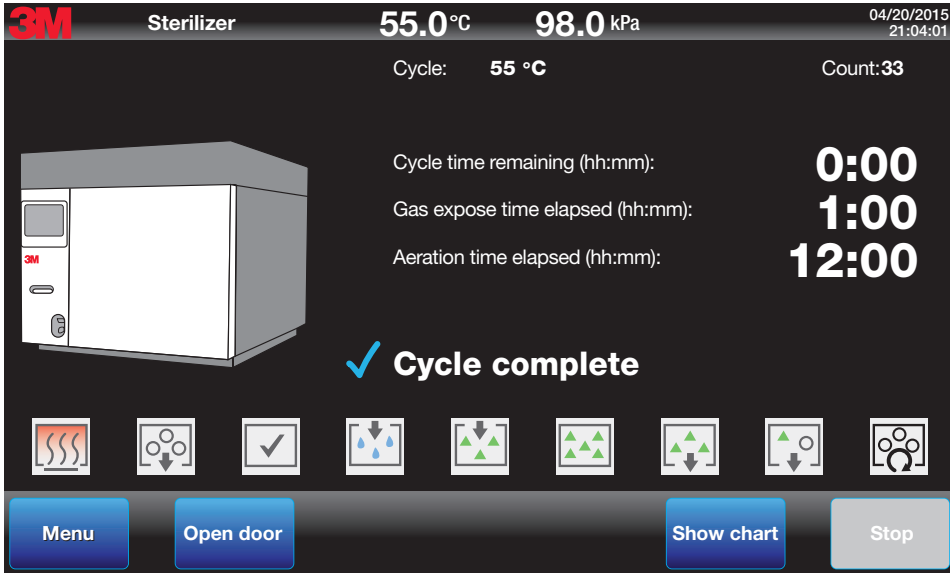 3M Sterilizer 55.0°C 98.0 kPa 04/20/2015
21:04:01
Cycle: 55 °C Count:33
Cycle time remaining (hh:mm): 0:00
Gas expose time elapsed (hh:mm): 1:00
Aeration time elapsed (hh:mm): 12:00
3M
Cycle complete
Menu Open door Show chart Stop